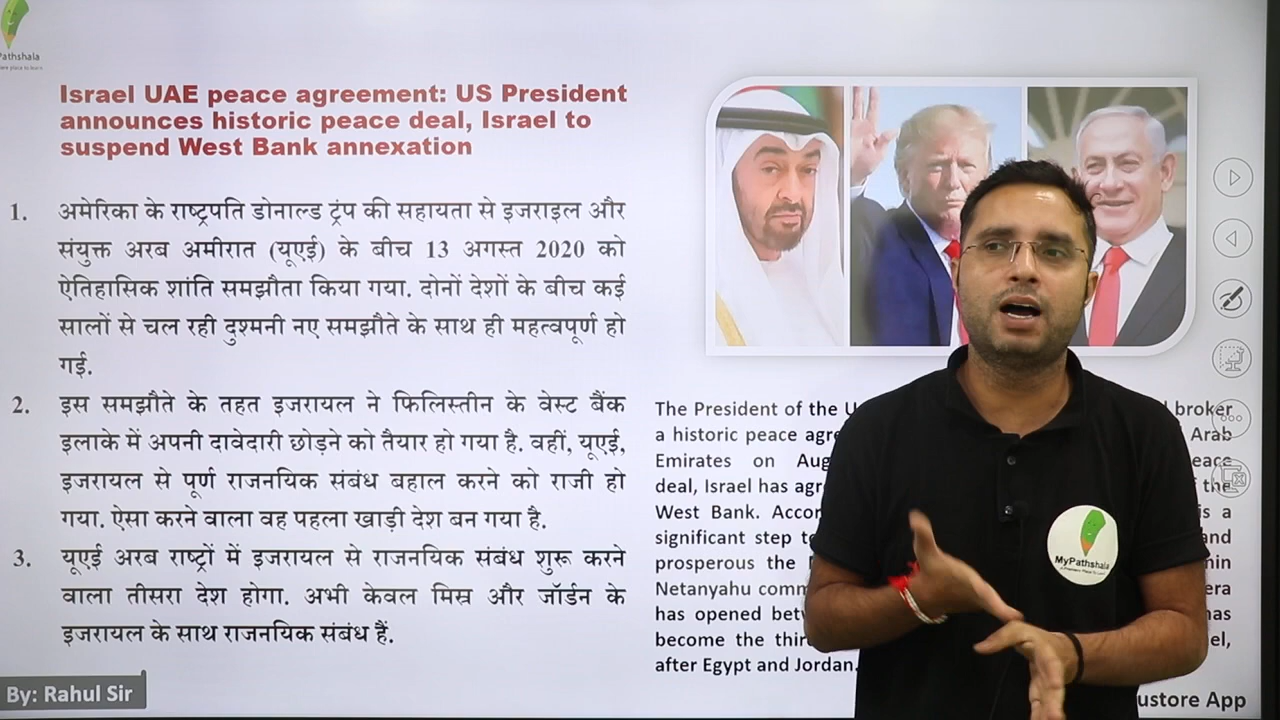 Pathshala
Israel UAE peace agreement: US President
announces historic peace deal, Israel to
suspend West Bank annexation
1. अमेरिका के राष्ट्रपति डोनाल्ड ट्रंप की सहायता से इजराइल और
संयुक्त अरब अमीरात (यूएई) के बीच 13 अगस्त 2020 को
ऐतिहासिक शांति समझौता किया गया. दोनों देशों के बीच कई
सालों से चल रही दुश्मनी नए समझौते के साथ ही महत्वपूर्ण हो
गई.
2. इस समझौते के तहत इजरायल ने फिलिस्तीन के वेस्ट बैंक
इलाके में अपनी दावेदारी छोड़ने को तैयार हो गया है. वहीं, यूएई,
इजरायल से पूर्ण राजनयिक संबंध बहाल करने को राजी हो
गया. ऐसा करने वाला वह पहला खाड़ी देश बन गया है.
3. यूएई अरब राष्ट्रों में इजरायल से राजनयिक संबंध शुरू करने
वाला तीसरा देश होगा. अभी केवल मिस्र और जॉर्डन के
इजरायल के साथ राजनयिक संबंध हैं.
The President of the broker
a historic peace Arab
Emirates on
deal, Israel has the
West Bank. is a
significant step and
prosperous the
Netanyahu
has opened has
become the
after Egypt and Jordan.
MyPathshala
By: Rahul Sir
App